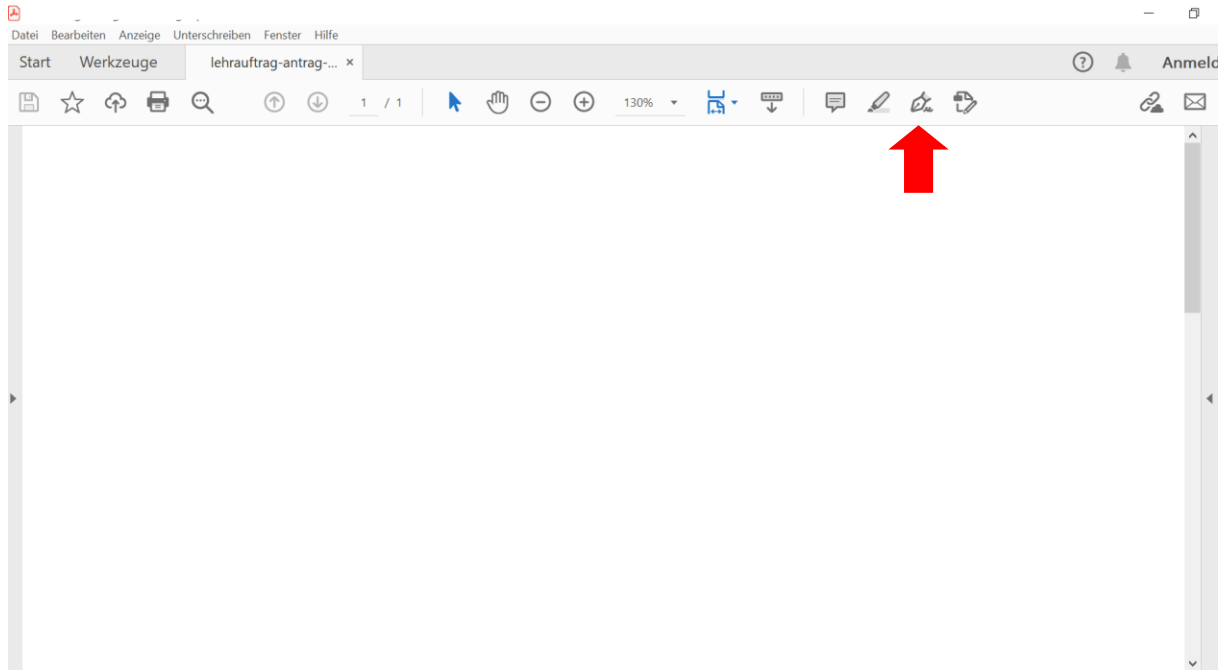 Datei Bearbeiten Anzeige Unterschreiben Fenster Hilfe
Start Werkzeuge lehrauftrag-antrag-... × Anmeld
1 / 1 130%